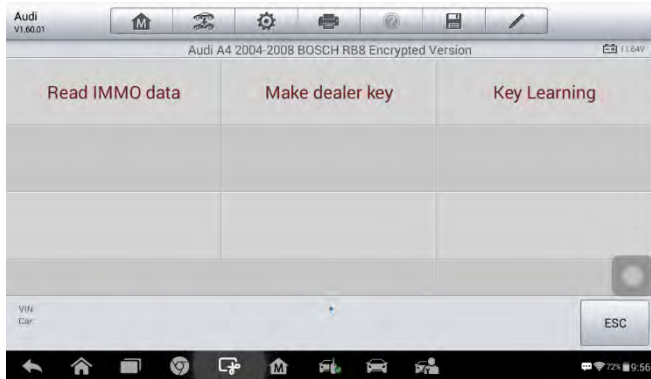 Audi
V1.60.01
M
Audi A4 2004-2008 BOSCH RB8 Encrypted Version
11.64V
Read IMMO data
Make dealer key
Key Learning
VIN:
Car:
ESC
M
72%
9:56